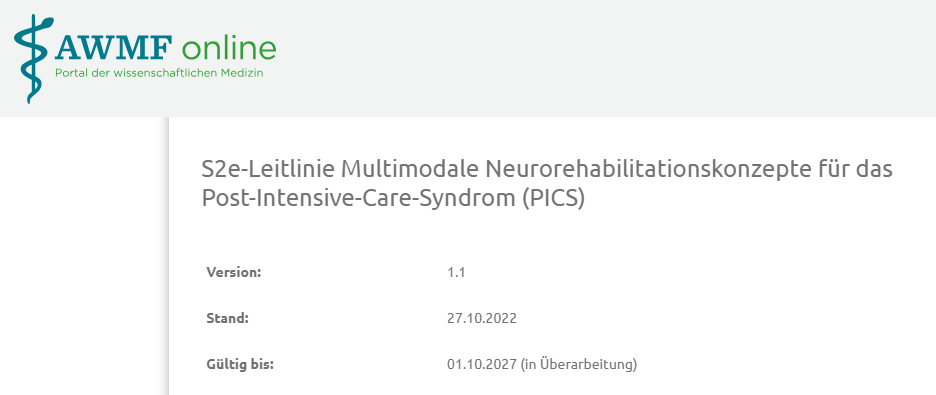 AWMF online
Portal der wissenschaftlichen Medizin
S2e-Leitlinie Multimodale Neurorehabilitationskonzepte für das
Post-Intensive-Care-Syndrom (PICS)
Version: 1.1
Stand: 27.10.2022
Gültig bis: 01.10.2027 (in Überarbeitung)